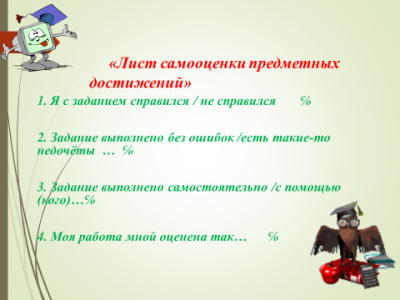 «Лист самооценки предметных
достижений»
1. Я с заданием справился / не справился ℅
2. Задание выполнено без ошибок /есть такие-то
недочёты … ℅
3. Задание выполнено самостоятельно /с помощью
(кого)…℅
4. Моя работа мной оценена так… ℅